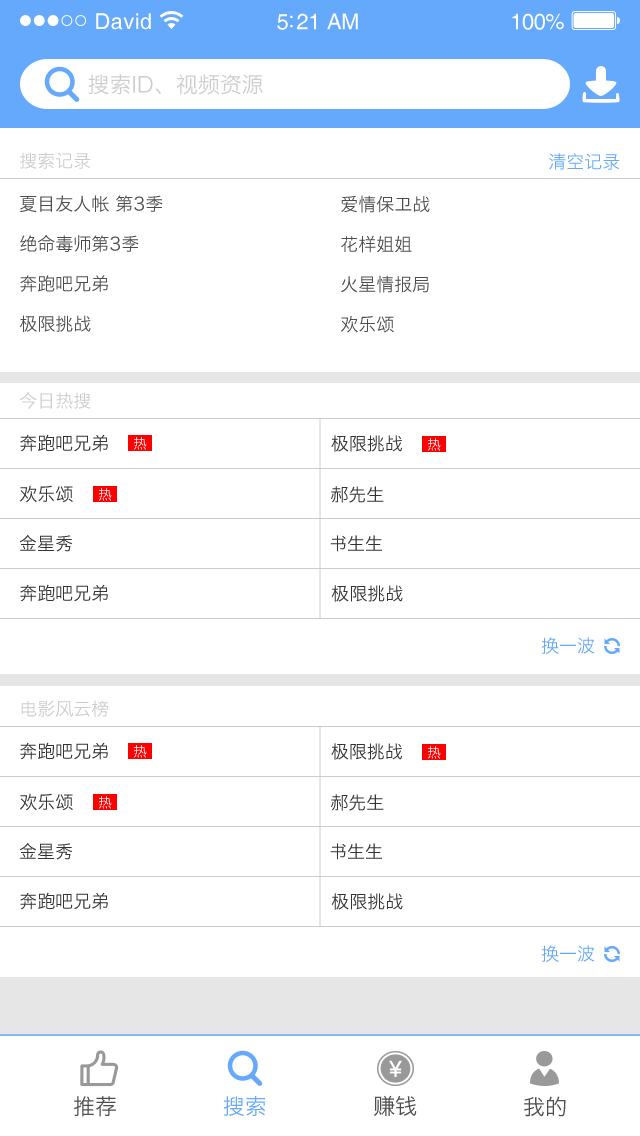 David 5:21 AM 100%
搜索ID、视频资源
搜索记录 清空记录
夏目友人帐 第3季 爱情保卫战
绝命毒师第3季 花样姐姐
奔跑吧兄弟 火星情报局
极限挑战 欢乐颂
今日热搜
奔跑吧兄弟 热 极限挑战 热
欢乐颂 热 郝先生
金星秀 书生生
奔跑吧兄弟 极限挑战
换一波
电影风云榜
奔跑吧兄弟 热 极限挑战 热
欢乐颂 热 郝先生
金星秀 书生生
奔跑吧兄弟 极限挑战
换一波
¥
推荐 搜索 赚钱 我的